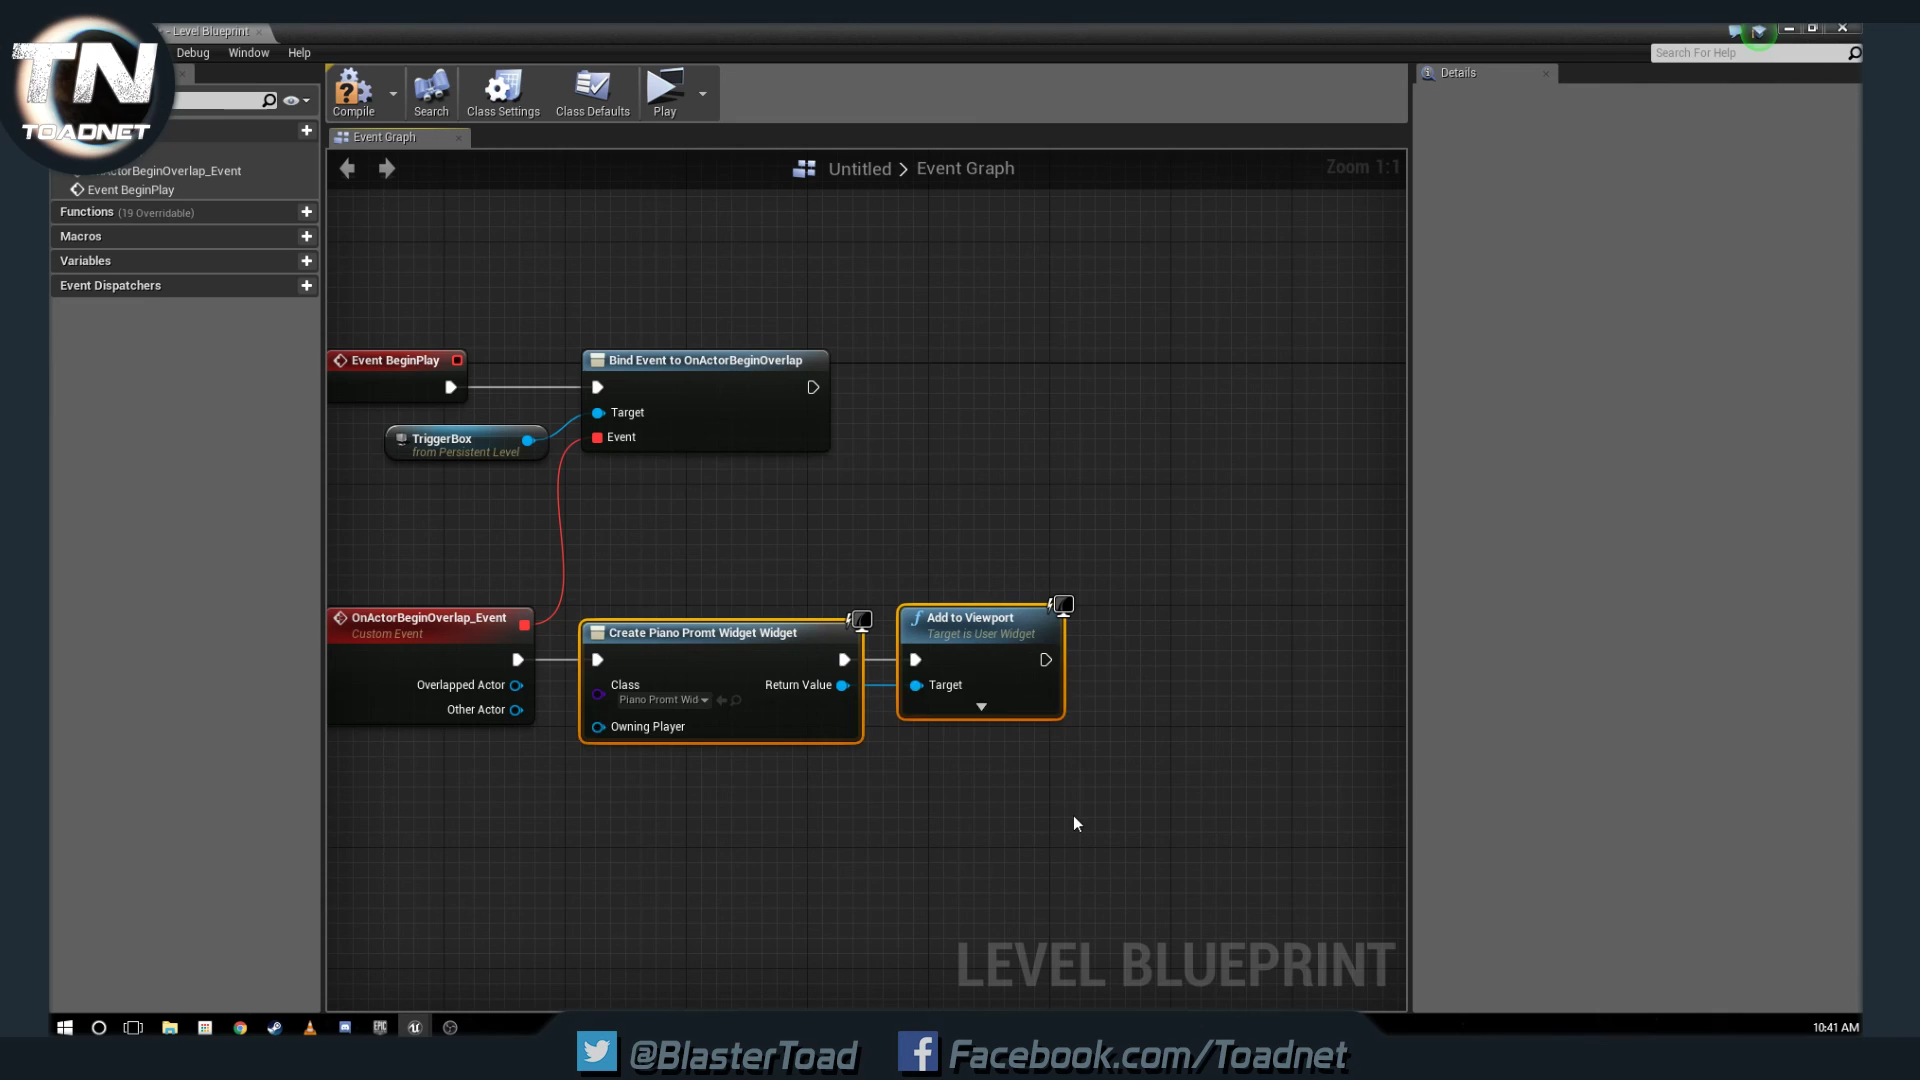 - Level Blueprint
Debug Window Help
Search For Help
TN
TOADNET
Compile
Search
Class Settings
Class Defaults
Play
Details
Event Graph
Untitled > Event Graph
Zoom 1:1
ActorBeginOverlap_Event
Event BeginPlay
Functions (19 Overridable)
Macros
Variables
Event Dispatchers
Event BeginPlay
Bind Event to OnActorBeginOverlap
Target
Event
TriggerBox
from Persistent Level
OnActorBeginOverlap_Event
Custom Event
Overlapped Actor
Other Actor
Create Piano Promt Widget Widget
Class
Piano Promt Wid
Return Value
Owning Player
Add to Viewport
Target is User Widget
Target
LEVEL BLUEPRINT
EPIC
10:41 AM
@BlasterToad
Facebook.com/Toadnet